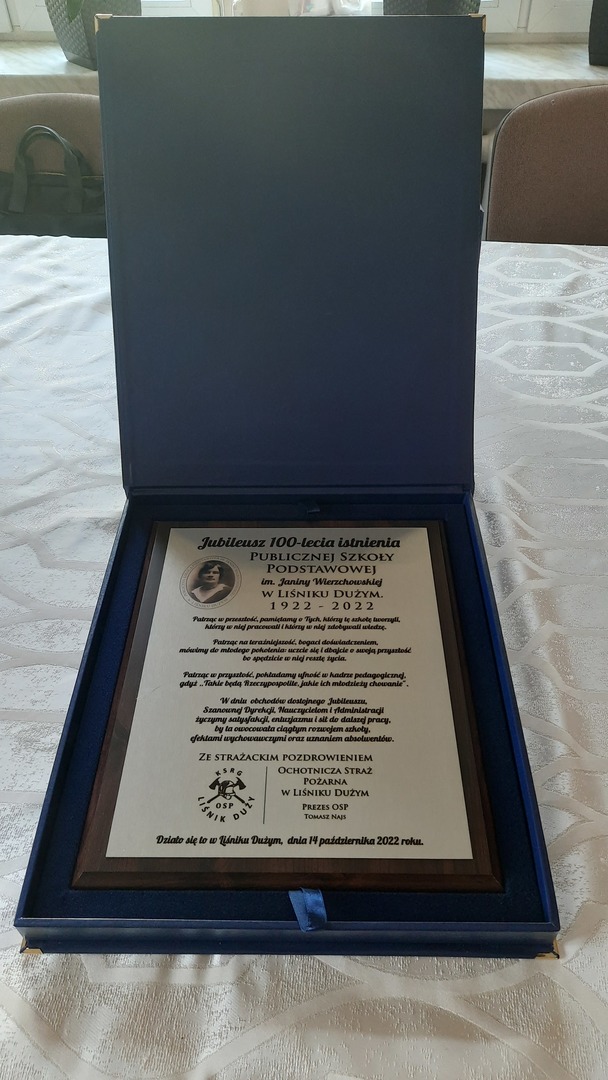 Jubileusz 100-lecia istnienia
Publicznej Szkoły
Podstawowej
im. Janiny Wierzchowskiej
w Liśniku Dużym.
1922 - 2022
Patrząc w przeszłość, pamiętamy o Tych, którzy tę szkołę tworzyli,
którzy w niej pracowali i którzy w niej zdobywali wiedzę.
Patrząc na teraźniejszość, bogaci doświadczeniem,
mówimy do młodego pokolenia: uczcie się i dbajcie o swoją przyszłość
bo spędzicie w niej resztę życia.
Patrząc w przyszłość, pokładamy ufność w kadrze pedagogicznej,
gdyż ,,Takie będą Rzeczypospolite, jakie ich młodzieży chowanie".
W dniu obchodów dostojnego Jubileuszu,
Szanownej Dyrekcji, Nauczycielom i Administracji
życzymy satysfakcji, entuzjazmu i sił do dalszej pracy,
by ta owocowała ciągłym rozwojem szkoły,
efektami wychowawczymi oraz uznaniem absolwentów.
Ze strażackim pozdrowieniem
KSRG
OSP
LIŚNIK DUŻY
Ochotnicza Straż
Pożarna
w Liśniku Dużym
Prezes OSP
Tomasz Najs
Działo się to w Liśniku Dużym, dnia 14 października 2022 roku.